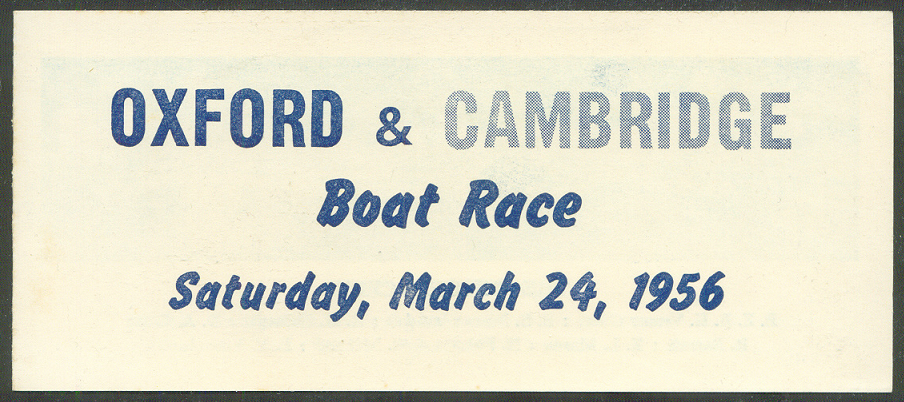 OXFORD & CAMBRIDGE
Boat Race
Saturday, March 24, 1956